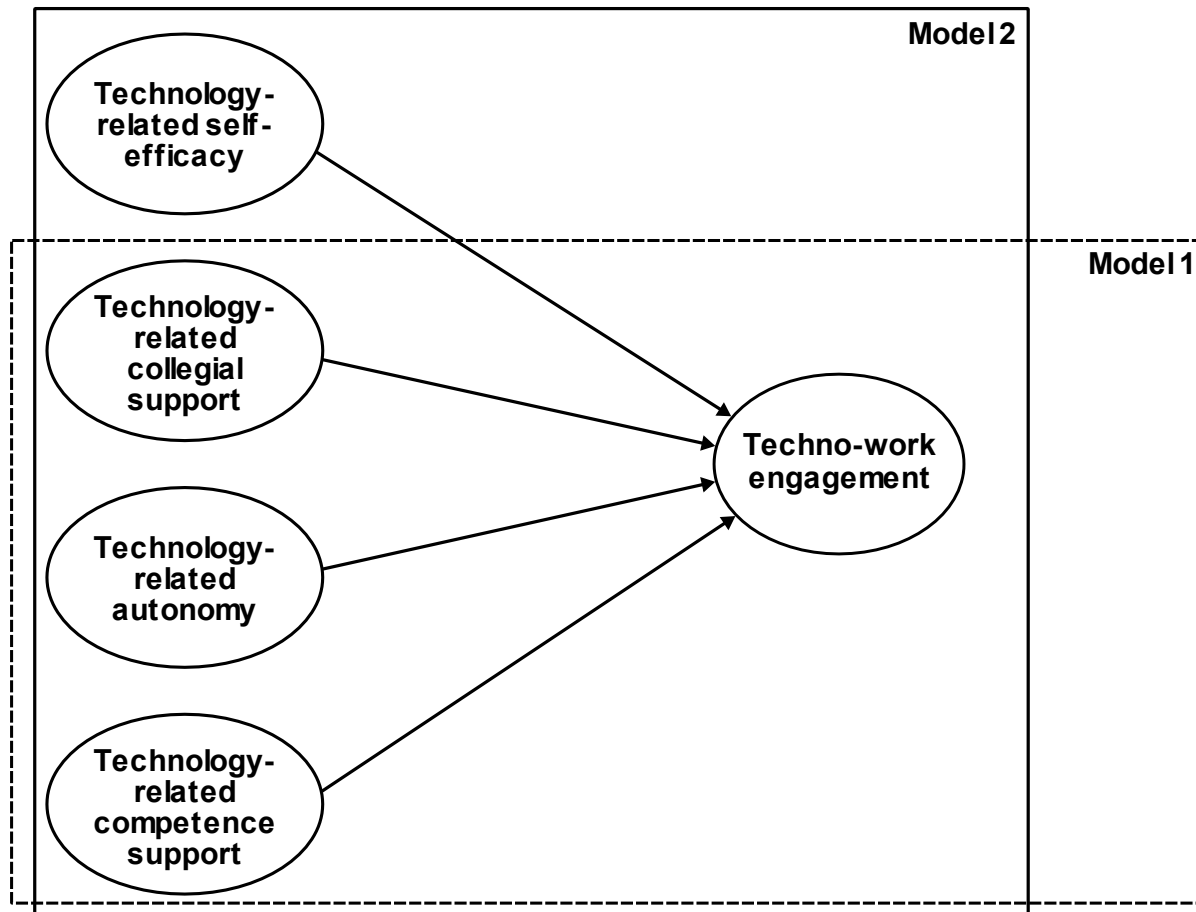 Model 2
Technology-
related self-
efficacy
Model 1
Technology-
related
collegial
support
Techno-work
engagement
Technology-
related
autonomy
Technology-
related
competence
support